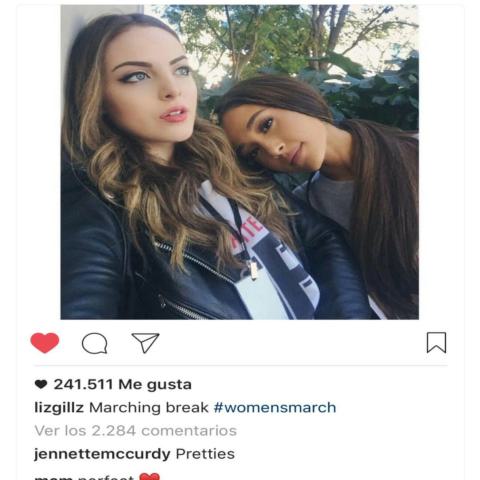 241.511 Me gusta
lizgillz Marching break #womensmarch
Ver los 2.284 comentarios
jennettemccurdy Pretties